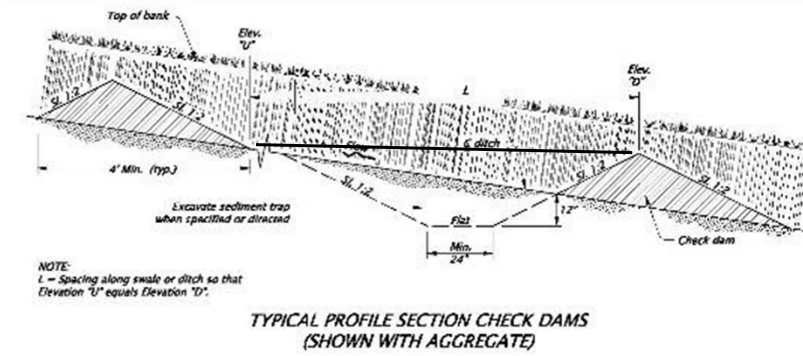 Top of bank
Elev.
"U"
L
Elev.
"D"
SL 1:2
SL 1:2
Flow
℄ ditch
SL 1:2
SL 1:2
4' Min. (typ.)
SL 1:2
Excavate sediment trap
when specified or directed
Flat
12"
Check dam
Min.
24"
NOTE:
L = Spacing along swale or ditch so that
Elevation "U" equals Elevation "D".
TYPICAL PROFILE SECTION CHECK DAMS
(SHOWN WITH AGGREGATE)